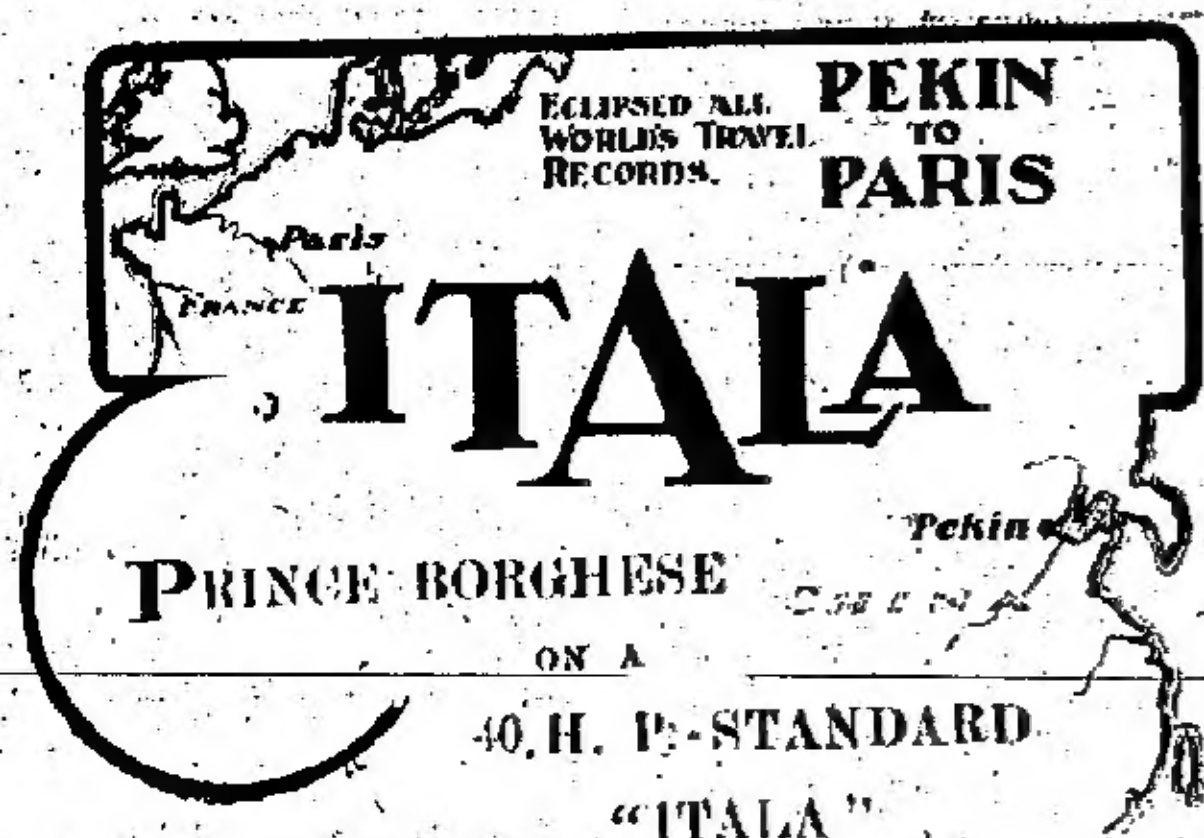 ECLIPSED ALL
WORLD'S TRAVEL
RECORDS.
PEKIN
TO
PARIS
Paris
FRANCE
ITALA
Pekin
PRINCE BORGHESE
ON A
40 H. P. STANDARD
"ITALA"